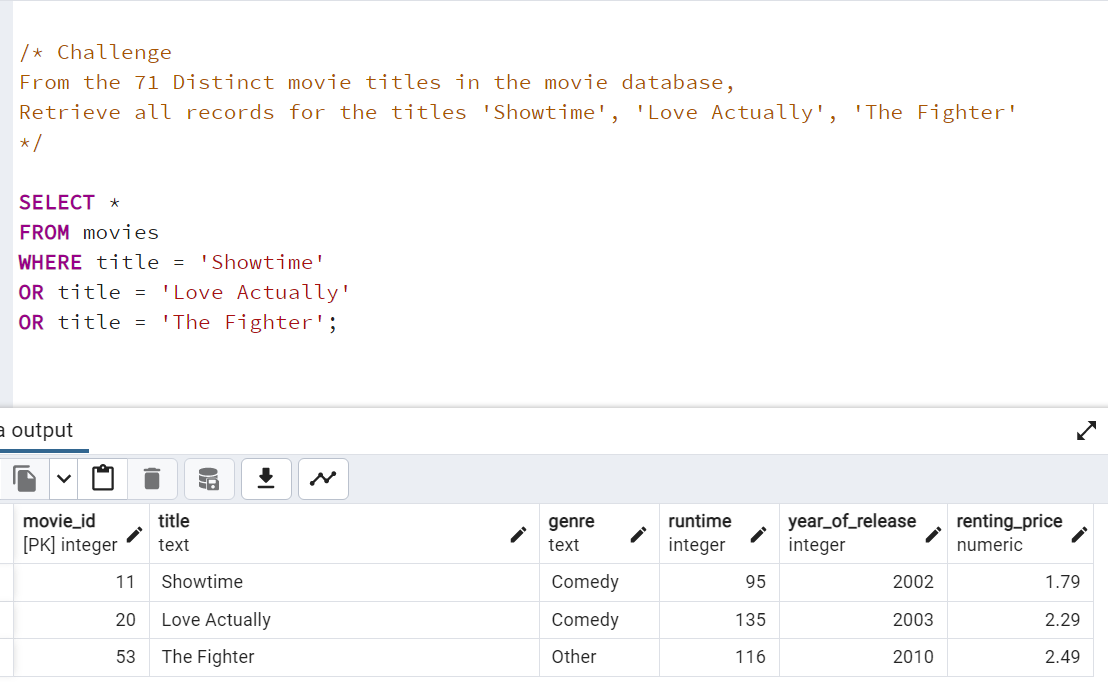 /* Challenge
From the 71 Distinct movie titles in the movie database,
Retrieve all records for the titles 'Showtime', 'Love Actually', 'The Fighter'
*/
SELECT *
FROM movies
WHERE title = 'Showtime'
OR title = 'Love Actually'
OR title = 'The Fighter';
a output
movie_id title genre runtime year_of_release renting_price
[PK] integer text text integer integer numeric
11 Showtime Comedy 95 2002 1.79
20 Love Actually Comedy 135 2003 2.29
53 The Fighter Other 116 2010 2.49